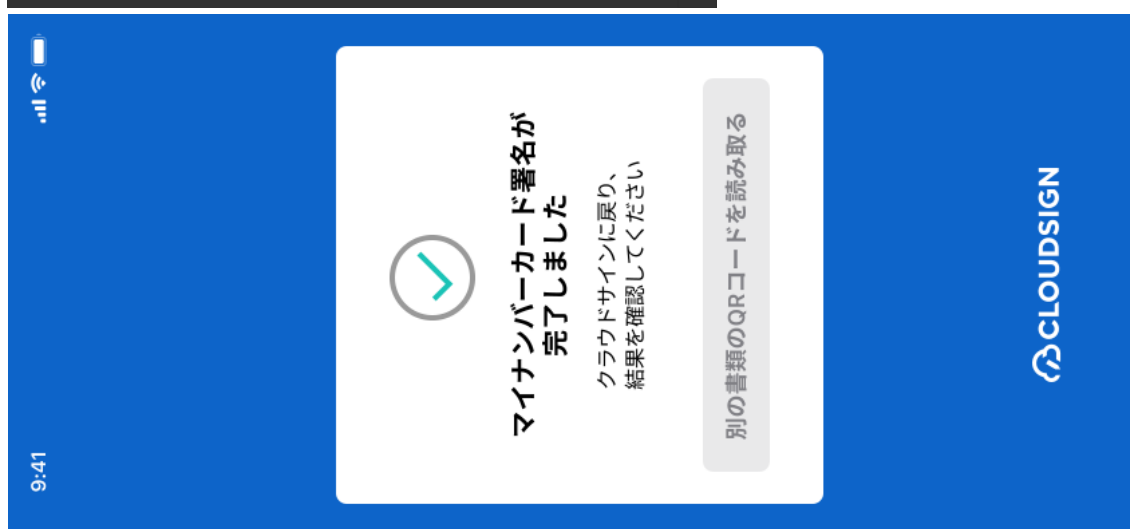 9:41
マイナンバーカード署名が
完了しました
クラウドサインに戻り、
結果を確認してください
別の書類のQRコードを読み取る
CLOUDSIGN